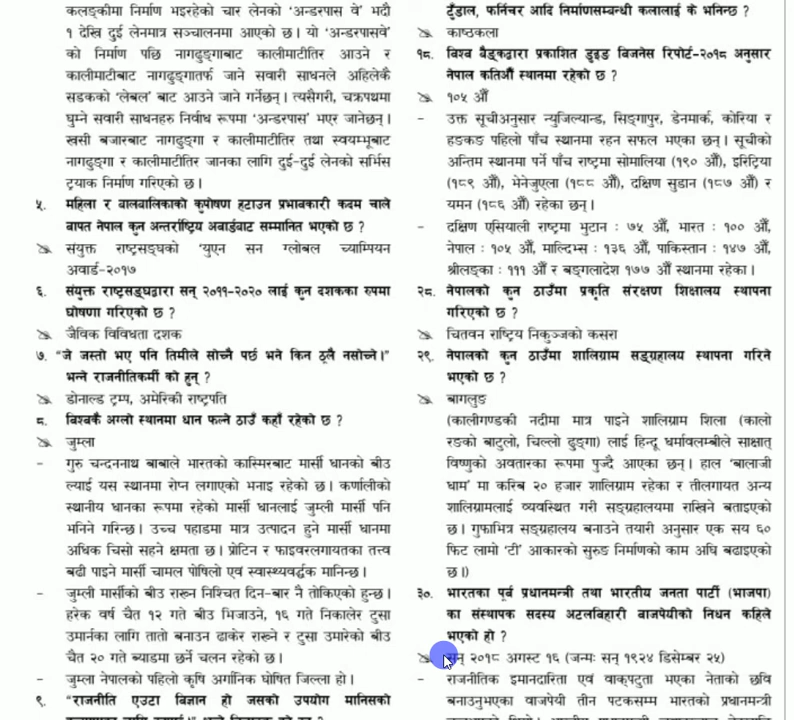 कलङ्कीमा निर्माण भइरहेको चार लेनको ‘अन्डरपास वे’ भदौ
१ देखि दुई लेनमात्र सञ्चालनमा आएको छ । यो ‘अन्डरपासवे’
को निर्माण पछि नागढुङ्गाबाट कालीमाटीतिर आउने र
कालीमाटीबाट नागढुङ्गातर्फ जाने सवारी साधनले अहिलेकै
सडकको ‘लेबल’ बाट आउने जाने गर्नेछन् । त्यसैगरी, चक्रपथमा
घुम्ने सवारी साधनहरु निर्वाध रूपमा ‘अन्डरपास’ भएर जानेछन् ।
खसी बजारबाट नागढुङ्गा र कालीमाटीतिर तथा स्वयम्भूबाट
नागढुङ्गा र कालीमाटीतिर जानका लागि दुई-दुई लेनको सर्भिस
ट्र्याक निर्माण गरिएको छ ।
५. महिला र बालबालिकाको कुपोषण हटाउन प्रभावकारी कदम चाले
बापत नेपाल कुन अन्तर्राष्ट्रिय अवार्डबाट सम्मानित भएको छ ?
संयुक्त राष्ट्रसङ्घको ‘युएन सन ग्लोबल च्याम्पियन
अवार्ड-२०१७
६. संयुक्त राष्ट्रसङ्घद्वारा सन् २०११-२०२० लाई कुन दशकका रुपमा
घोषणा गरिएको छ ?
जैविक विविधता दशक
७. “जे जस्तो भए पनि तिमीले सोच्नै पर्छ भने किन ठूलै नसोच्ने ।”
भन्ने राजनीतिकर्मी को हुन् ?
डोनाल्ड ट्रम्प, अमेरिकी राष्ट्रपति
८. विश्वकै अग्लो स्थानमा धान फल्ने ठाउँ कहाँ रहेको छ ?
जुम्ला
- गुरु चन्दननाथ बाबाले भारतको कास्मिरबाट मार्सी धानको बीउ
ल्याई यस स्थानमा रोप्न लगाएको भनाइ रहेको छ । कर्णालीको
स्थानीय धानका रूपमा रहेको मार्सी धानलाई जुम्ली मार्सी पनि
भनिने गरिन्छ । उच्च पहाडमा मात्र उत्पादन हुने मार्सी धानमा
अधिक चिसो सहने क्षमता छ । प्रोटिन र फाइवरलगायतका तत्त्व
बढी पाइने मार्सी चामल पोषिलो एवं स्वास्थ्यवर्द्धक मानिन्छ ।
- जुम्ली मार्सीको बीउ राख्न निश्चित दिन-बार नै तोकिएको हुन्छ ।
हरेक वर्ष चैत १२ गते बीउ भिजाउने, १६ गते निकालेर टुसा
उमार्नका लागि तातो बनाउन ढाकेर राख्ने र टुसा उमारेको बीउ
चैत २० गते ब्याडमा छर्ने चलन रहेको छ ।
- जुम्ला नेपालको पहिलो कृषि अर्गानिक घोषित जिल्ला हो ।
९. “राजनीति एउटा विज्ञान हो जसको उपयोग मानिसको
टुँडाल, फर्निचर आदि निर्माणसम्बन्धी कलालाई के भनिन्छ ?
काष्ठकला
१८. विश्व बैङ्कद्वारा प्रकाशित डुइङ बिजनेस रिपोर्ट-२०१८ अनुसार
नेपाल कतिऔँ स्थानमा रहेको छ ?
१०५ औँ
- उक्त सूचीअनुसार न्युजिल्यान्ड, सिङ्गापुर, डेनमार्क, कोरिया र
हङकङ पहिलो पाँच स्थानमा रहन सफल भएका छन् । सूचीको
अन्तिम स्थानमा पर्ने पाँच राष्ट्रमा सोमालिया (१९० औँ), इरिट्रिया
(१८९ औँ), भेनेजुएला (१८८ औँ), दक्षिण सुडान (१८७ औँ) र
यमन (१८६ औँ) रहेका छन् ।
- दक्षिण एसियाली राष्ट्रमा भुटान : ७५ औँ, भारत : १०० औँ,
नेपाल : १०५ औँ, माल्दिभ्स : १३६ औँ, पाकिस्तान : १४७ औँ,
श्रीलङ्का : १११ औँ र बङ्गलादेश १७७ औँ स्थानमा रहेका ।
२८. नेपालको कुन ठाउँमा प्रकृति संरक्षण शिक्षालय स्थापना
गरिएको छ ?
चितवन राष्ट्रिय निकुञ्जको कसरा
२९. नेपालको कुन ठाउँमा शालिग्राम सङ्ग्रहालय स्थापना गरिने
भएको छ ?
बागलुङ
(कालीगण्डकी नदीमा मात्र पाइने शालिग्राम शिला (कालो
रङको बाटुलो, चिल्लो ढुङ्गा) लाई हिन्दू धर्मावलम्बीले साक्षात्
विष्णुको अवतारका रूपमा पुज्दै आएका छन् । हाल ‘बालाजी
धाम’ मा करिब २० हजार शालिग्राम रहेका र तीलगायत अन्य
शालिग्रामलाई व्यवस्थित गरी सङ्ग्रहालयमा राखिने बताइएको
छ । गुफाभित्र सङ्ग्रहालय बनाउने तयारी अनुसार एक सय ६०
फिट लामो ‘टी’ आकारको सुरुङ निर्माणको काम अघि बढाइएको
छ ।)
३०. भारतका पूर्व प्रधानमन्त्री तथा भारतीय जनता पार्टी (भाजपा)
का संस्थापक सदस्य अटलबिहारी वाजपेयीको निधन कहिले
भएको हो ?
सन् २०१८ अगस्ट १६ (जन्मः सन् १९२४ डिसेम्बर २५)
- राजनीतिक इमानदारिता एवं वाक्‌पटुता भएका नेताको छवि
बनाउनुभएका वाजपेयी तीन पटकसम्म भारतको प्रधानमन्त्री